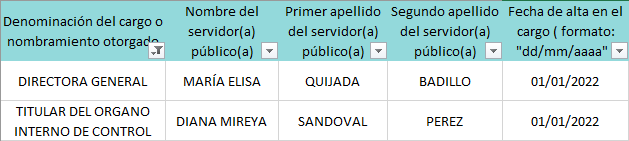 Denominación del cargo o nombramiento otorgado
Nombre del servidor(a) público(a)
Primer apellido del servidor(a) público(a)
Segundo apellido del servidor(a) público(a)
Fecha de alta en el cargo ( formato: "dd/mm/aaaa"
DIRECTORA GENERAL MARÍA ELISA QUIJADA BADILLO 01/01/2022
TITULAR DEL ORGANO INTERNO DE CONTROL DIANA MIREYA SANDOVAL PEREZ 01/01/2022